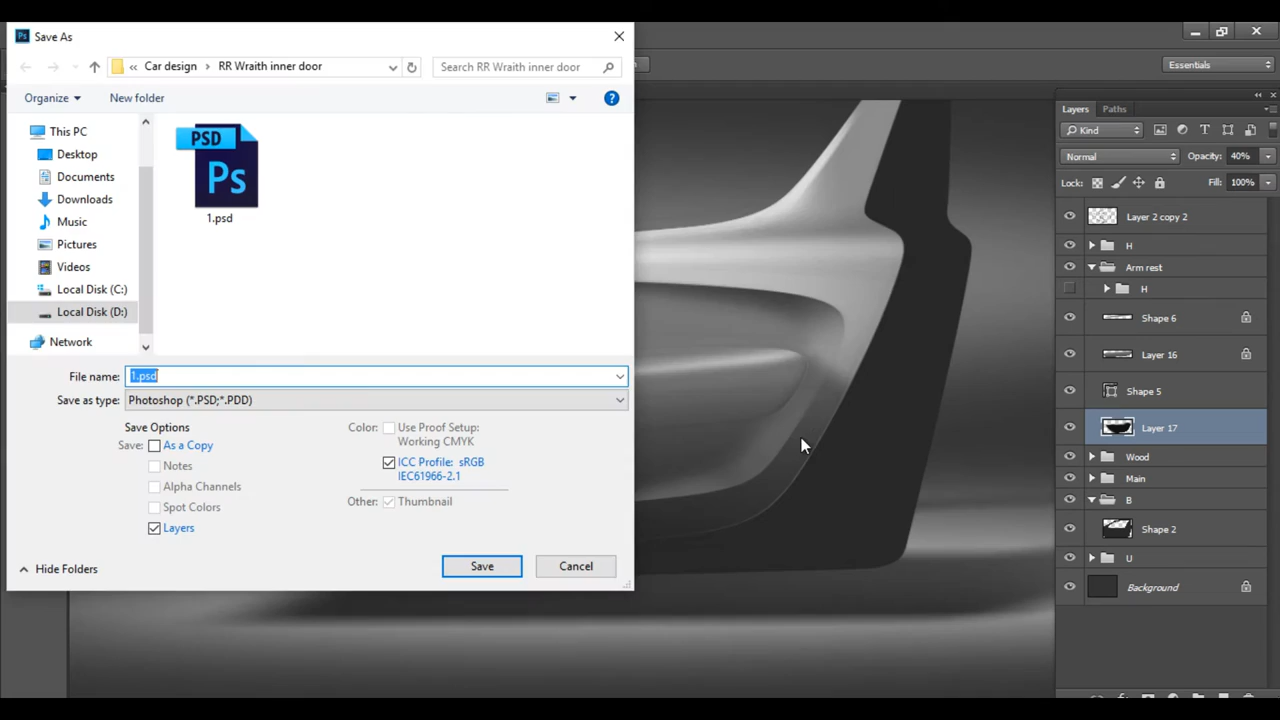 Ps Save As
« Car design > RR Wraith inner door
Search RR Wraith inner door
Essentials
Organize
New folder
?
This PC
Desktop
Documents
Downloads
Music
Pictures
Videos
Local Disk (C:)
Local Disk (D:)
Network
PSD
Ps
1.psd
File name: 1.psd
Save as type: Photoshop (*.PSD;*.PDD)
Save Options
Save: As a Copy
Notes
Alpha Channels
Spot Colors
Layers
Color: Use Proof Setup:
Working CMYK
ICC Profile: sRGB
IEC61966-2.1
Other: Thumbnail
Hide Folders
Save
Cancel
Layers Paths
Kind
Normal Opacity: 40%
Lock: Fill: 100%
Layer 2 copy 2
H
Arm rest
H
Shape 6
Layer 16
Shape 5
Layer 17
Wood
Main
B
Shape 2
U
Background